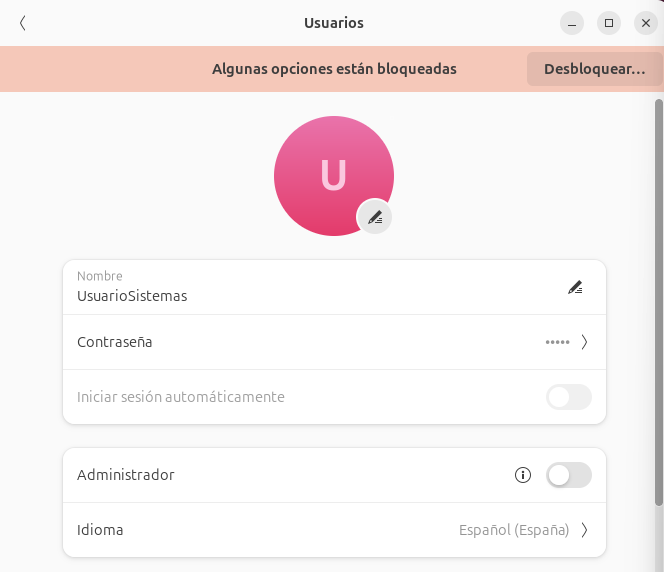 Usuarios
Algunas opciones están bloqueadas
Desbloquear…
U
Nombre
UsuarioSistemas
Contraseña
•••••
Iniciar sesión automáticamente
Administrador
Idioma
Español (España)